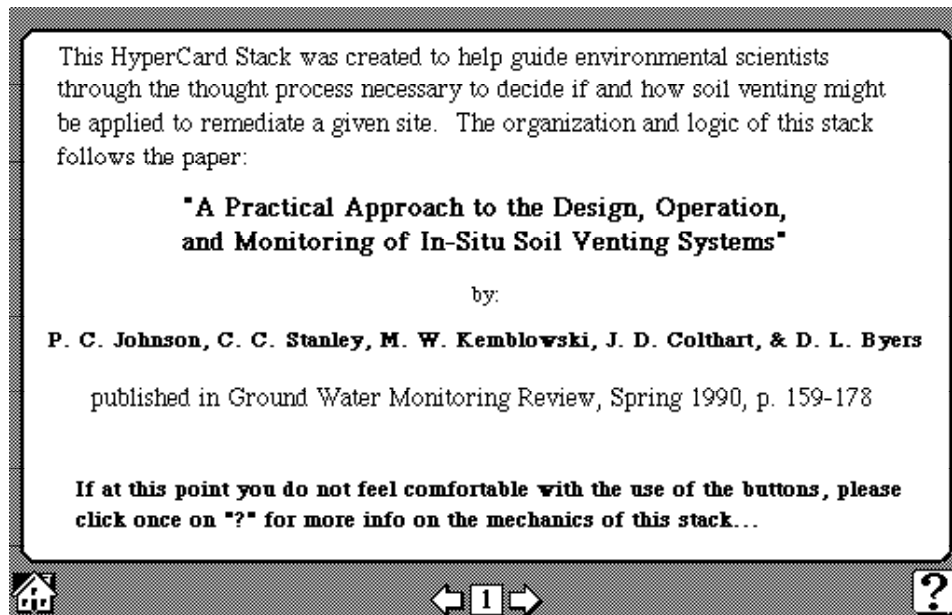 This HyperCard Stack was created to help guide environmental scientists
through the thought process necessary to decide if and how soil venting might
be applied to remediate a given site.  The organization and logic of this stack
follows the paper:
"A Practical Approach to the Design, Operation,
and Monitoring of In-Situ Soil Venting Systems"
by:
P. C. Johnson, C. C. Stanley, M. W. Kemblowski, J. D. Colthart, & D. L. Byers
published in Ground Water Monitoring Review, Spring 1990, p. 159-178
If at this point you do not feel comfortable with the use of the buttons, please
click once on "?" for more info on the mechanics of this stack...
1
?